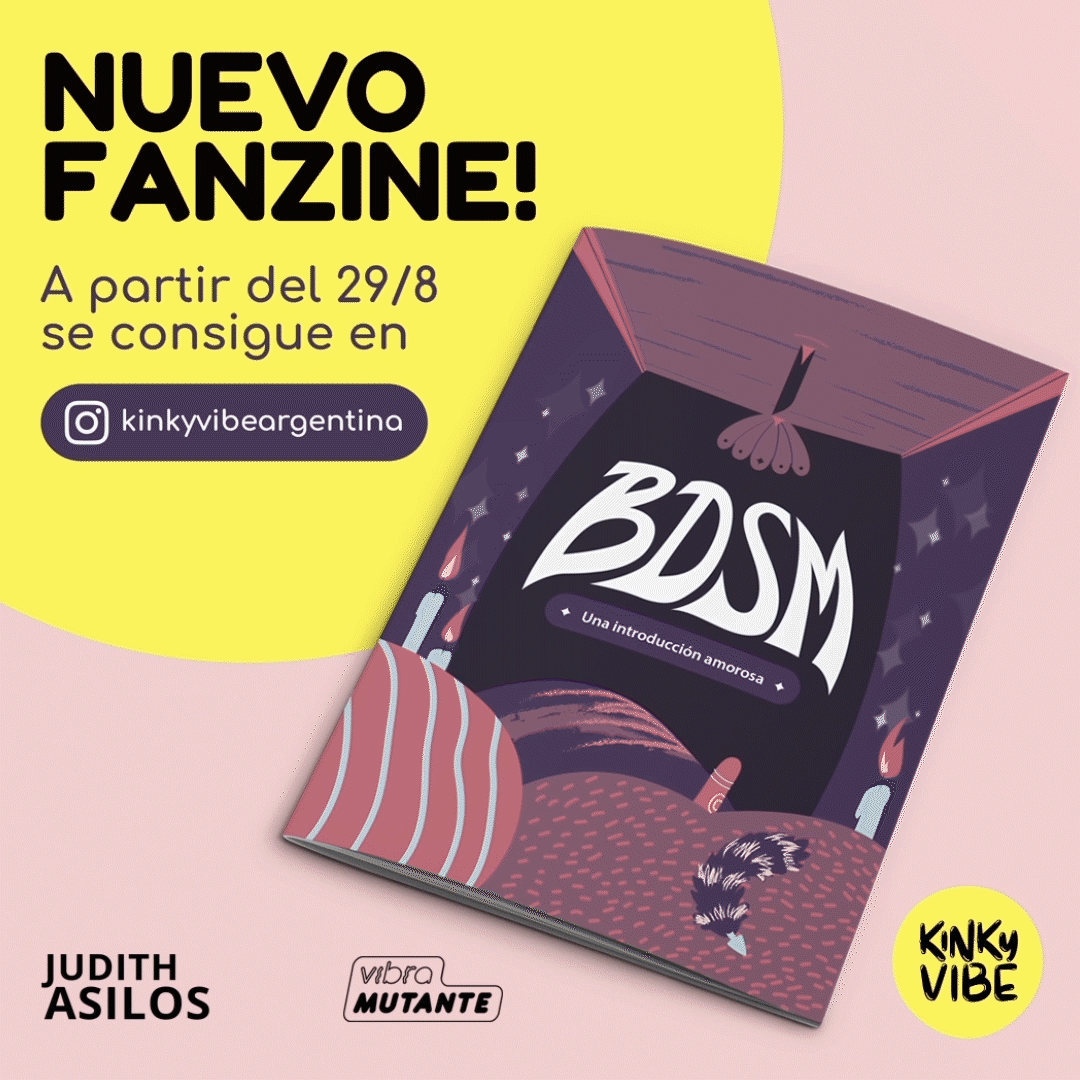 NUEVO
FANZINE!
A partir del 29/8
se consigue en
kinkyvibeargentina
BDSM
Una introducción amorosa
JUDITH
ASILOS
vibra
MUTANTE
KINKY
VIBE